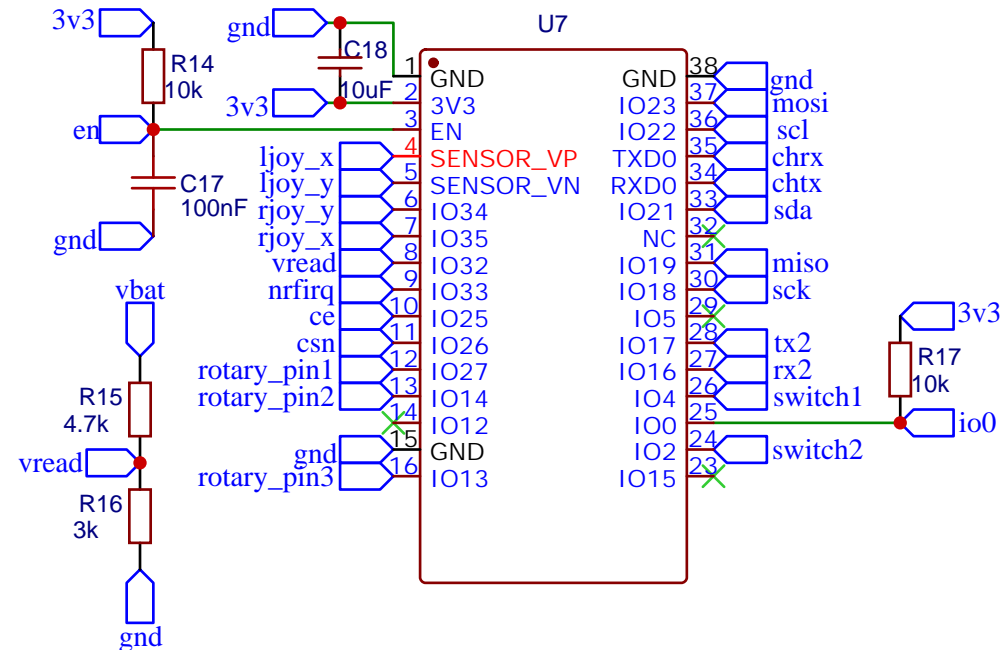 3v3
R14
10k
en
C17
100nF
gnd
vbat
R15
4.7k
vread
R16
3k
gnd
gnd
C18
10uF
3v3
U7
ljoy_x
ljoy_y
rjoy_y
rjoy_x
vread
nrfirq
ce
csn
rotary_pin1
rotary_pin2
gnd
rotary_pin3
1 GND
2 3V3
3 EN
4 SENSOR_VP
5 SENSOR_VN
6 IO34
7 IO35
8 IO32
9 IO33
10 IO25
11 IO26
12 IO27
13 IO14
14 IO12
15 GND
16 IO13
GND 38 gnd
IO23 37 mosi
IO22 36 scl
TXD0 35 chrx
RXD0 34 chtx
IO21 33 sda
NC 32
IO19 31 miso
IO18 30 sck
IO5 29
IO17 28 tx2
IO16 27 rx2
IO4 26 switch1
IO0 25
IO2 24 switch2
IO15 23
3v3
R17
10k
io0